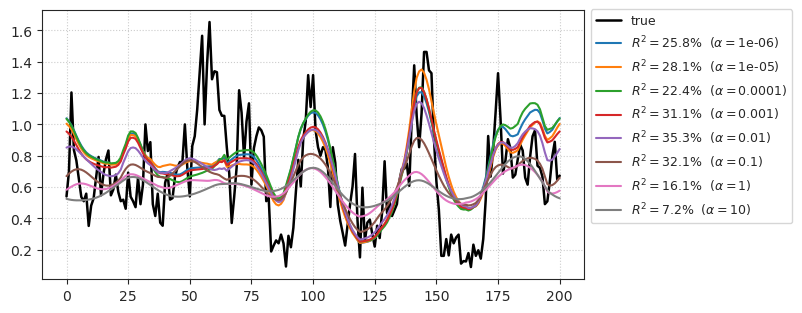 1.6
1.4
1.2
1.0
0.8
0.6
0.4
0.2
0 25 50 75 100 125 150 175 200
true
R² = 25.8% (α = 1e-06)
R² = 28.1% (α = 1e-05)
R² = 22.4% (α = 0.0001)
R² = 31.1% (α = 0.001)
R² = 35.3% (α = 0.01)
R² = 32.1% (α = 0.1)
R² = 16.1% (α = 1)
R² = 7.2% (α = 10)